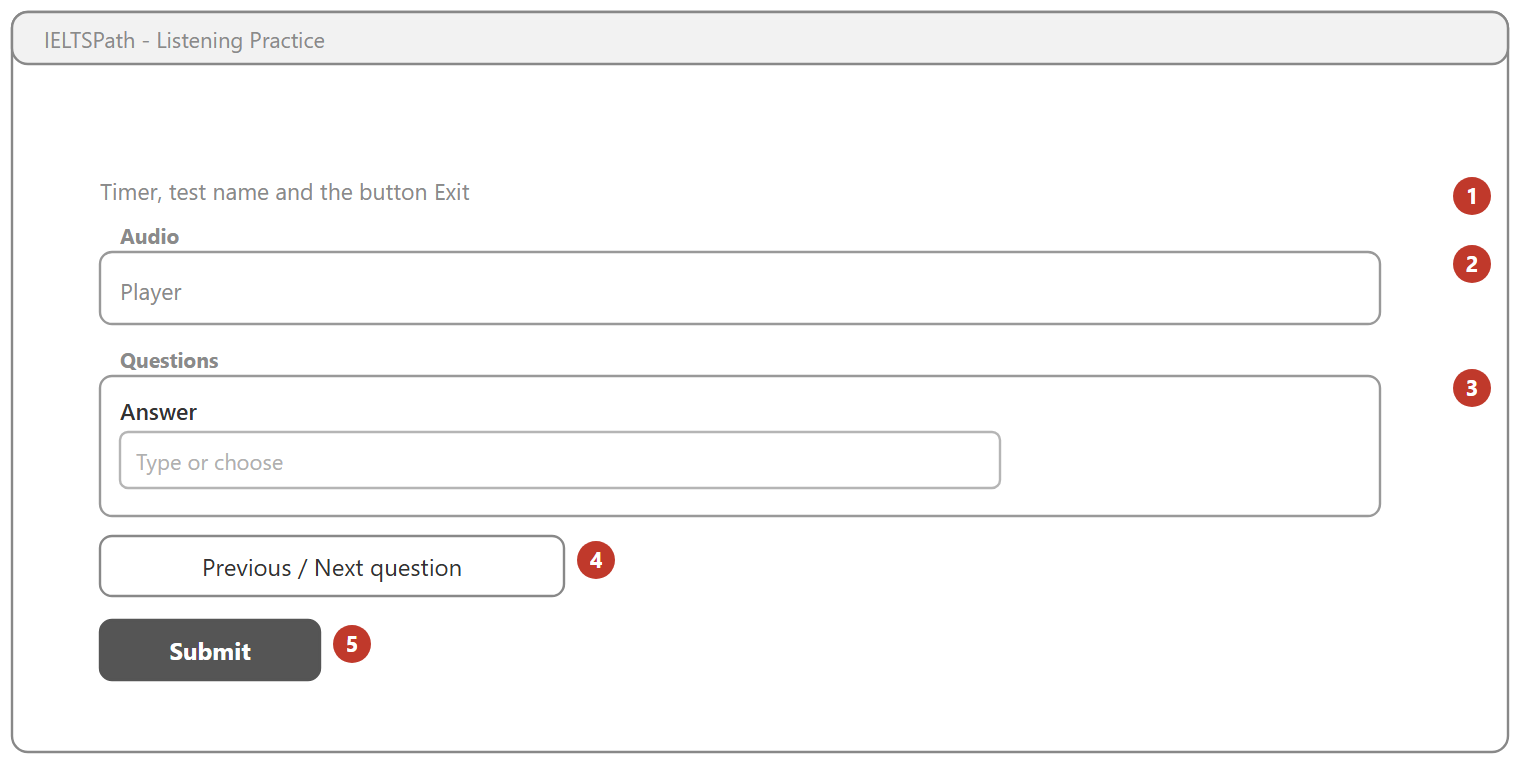 IELTSPath - Listening Practice
Timer, test name and the button Exit
1
Audio
2
Player
Questions
3
Answer
Type or choose
Previous / Next question
4
Submit
5